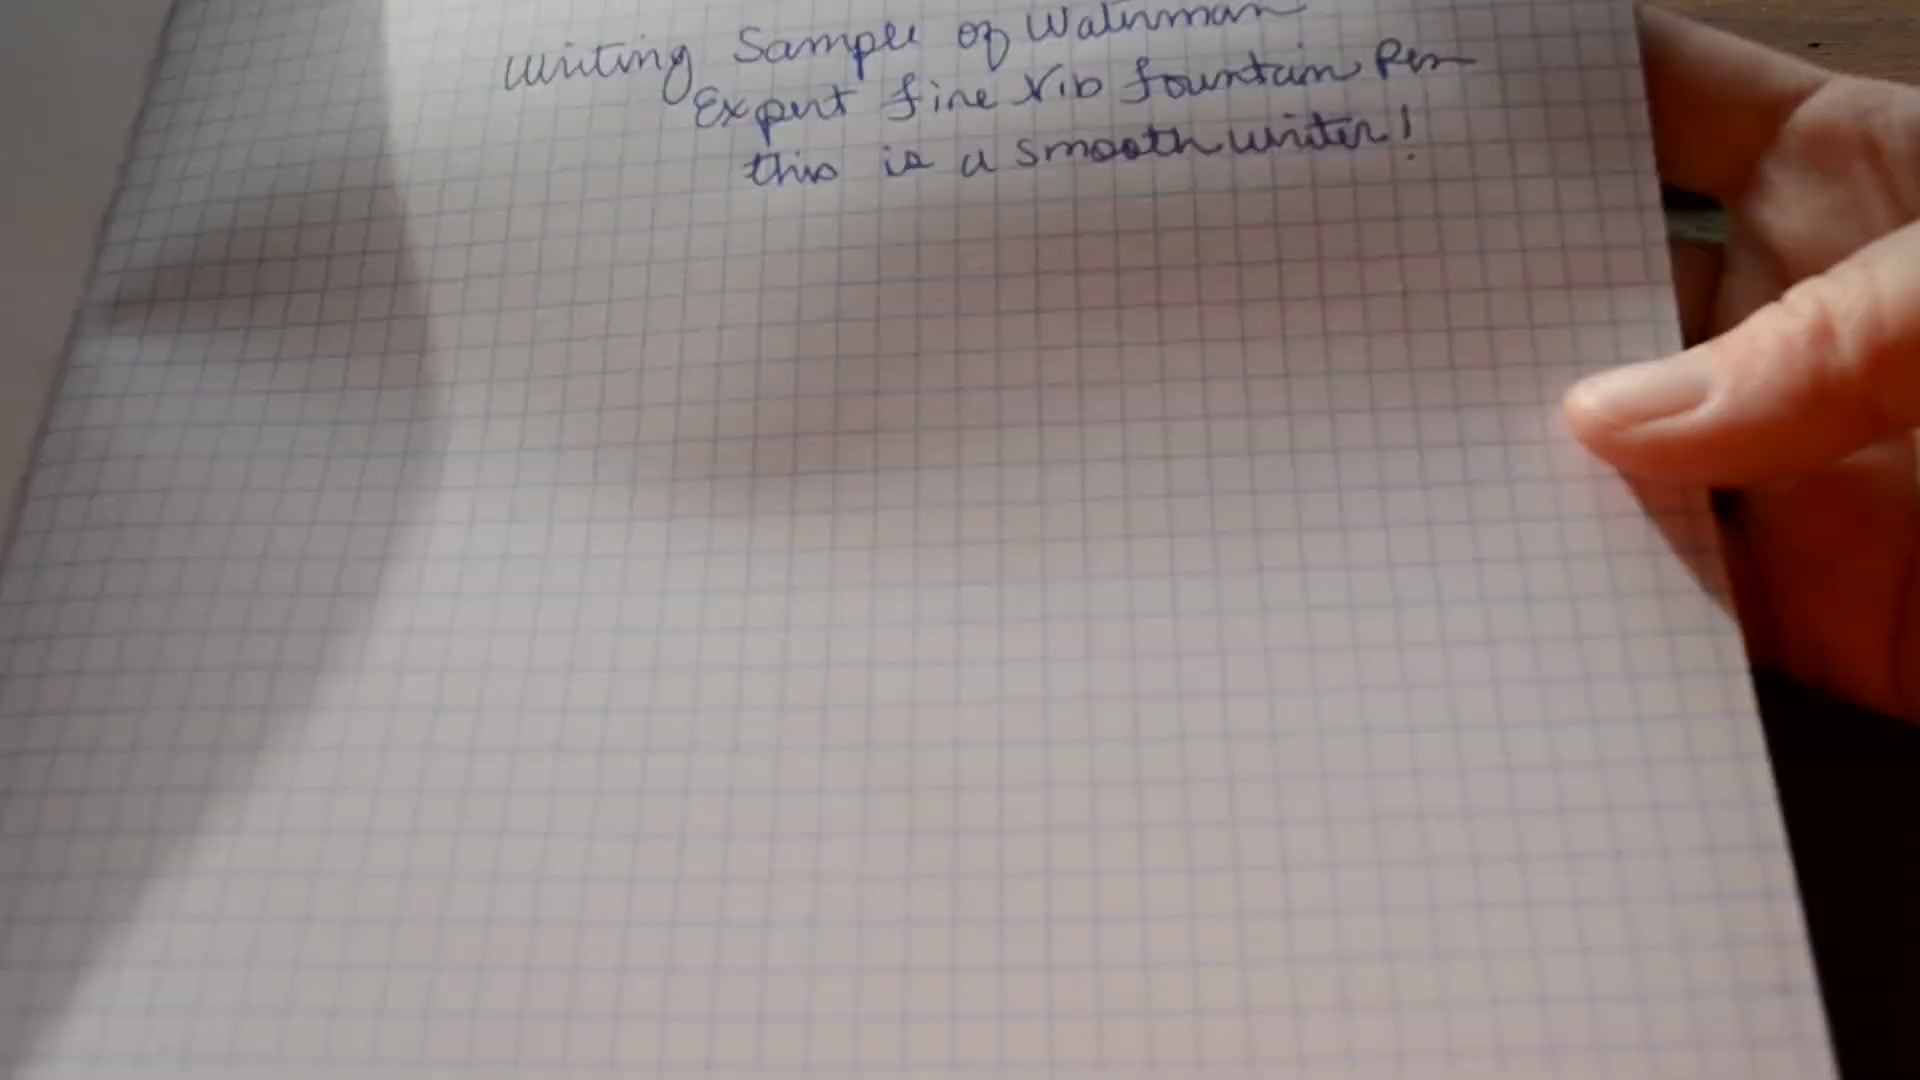 Writing Sample of Waterman
Expert fine Nib fountain Pen
this is a smooth writer!